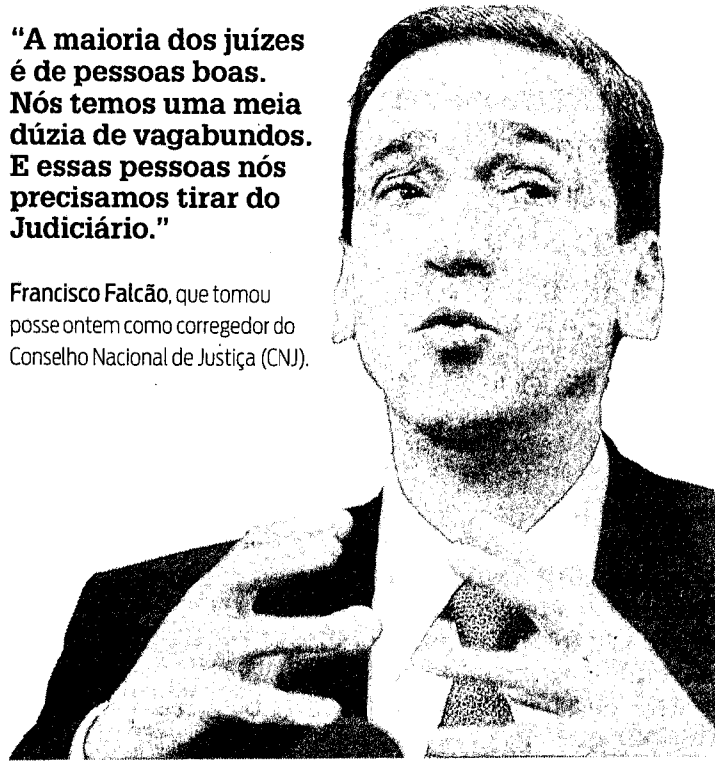 “A maioria dos juízes
é de pessoas boas.
Nós temos uma meia
dúzia de vagabundos.
E essas pessoas nós
precisamos tirar do
Judiciário.”
Francisco Falcão, que tomou
posse ontem como corregedor do
Conselho Nacional de Justiça (CNJ).